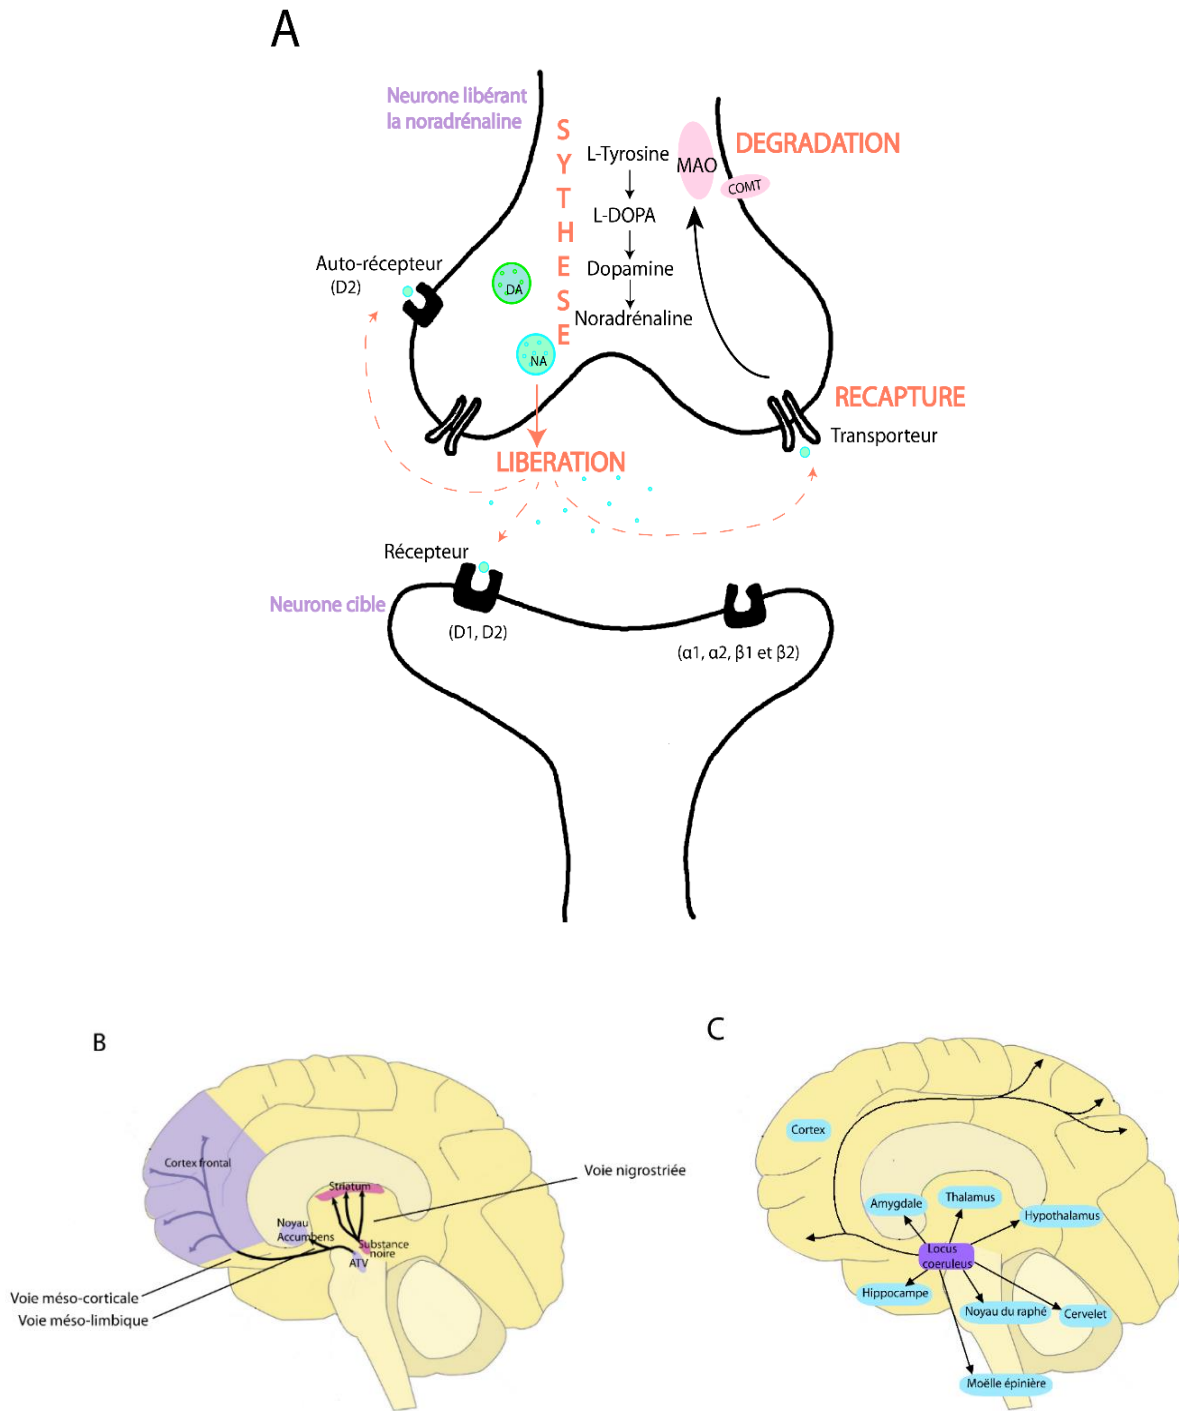 A
Neurone libérant
la noradrénaline
S
Y
T
H
E
S
E
L-Tyrosine
L-DOPA
Dopamine
Noradrénaline
MAO
COMT
DEGRADATION
Auto-récepteur
(D2)
DA
NA
LIBERATION
RECAPTURE
Transporteur
Récepteur
Neurone cible
(D1, D2)
(α1, α2, β1 et β2)
B
Cortex frontal
Striatum
Noyau
Accumbens
Substance
noire
ATV
Voie nigrostriée
Voie méso-corticale
Voie méso-limbique
C
Cortex
Amygdale
Thalamus
Hypothalamus
Locus
coeruleus
Hippocampe
Noyau du raphé
Cervelet
Moëlle épinière